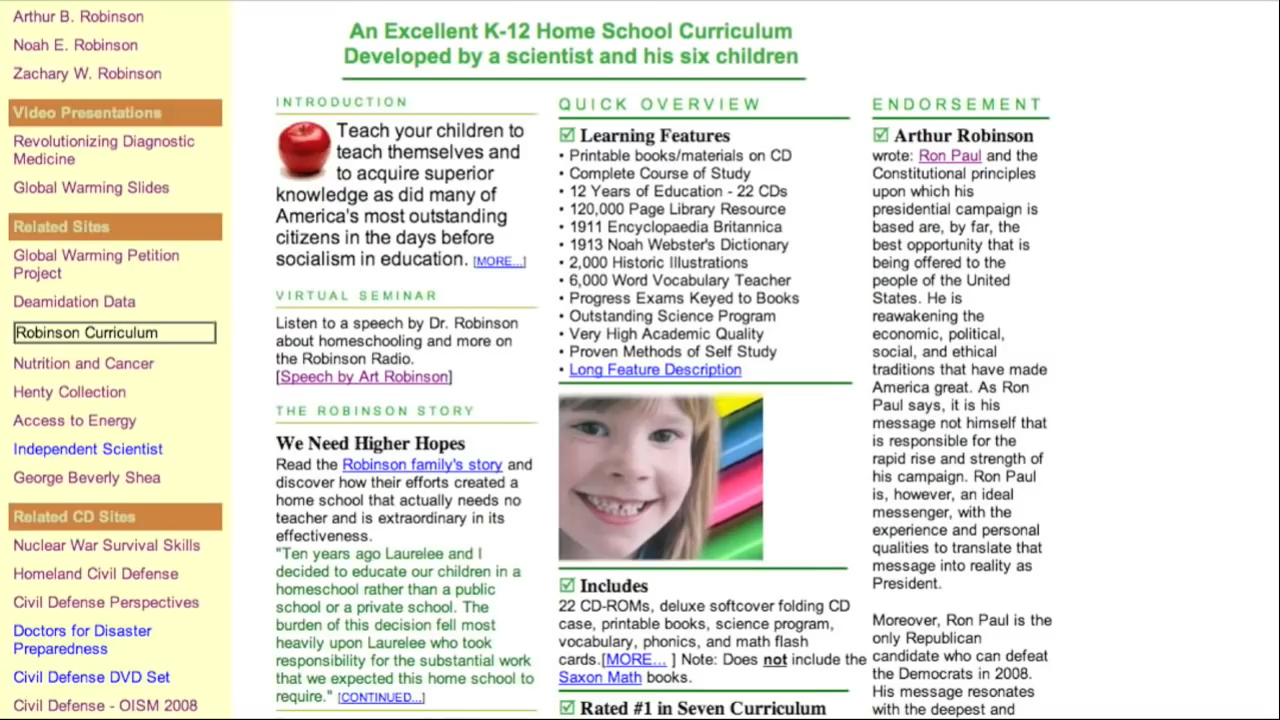 Arthur B. Robinson
Noah E. Robinson
Zachary W. Robinson
Video Presentations
Revolutionizing Diagnostic
Medicine
Global Warming Slides
Related Sites
Global Warming Petition
Project
Deamidation Data
Robinson Curriculum
Nutrition and Cancer
Henty Collection
Access to Energy
Independent Scientist
George Beverly Shea
Related CD Sites
Nuclear War Survival Skills
Homeland Civil Defense
Civil Defense Perspectives
Doctors for Disaster
Preparedness
Civil Defense DVD Set
Civil Defense - OISM 2008
An Excellent K-12 Home School Curriculum
Developed by a scientist and his six children
INTRODUCTION
Teach your children to
teach themselves and
to acquire superior
knowledge as did many of
America's most outstanding
citizens in the days before
socialism in education. [MORE...]
VIRTUAL SEMINAR
Listen to a speech by Dr. Robinson
about homeschooling and more on
the Robinson Radio.
[Speech by Art Robinson]
THE ROBINSON STORY
We Need Higher Hopes
Read the Robinson family's story and
discover how their efforts created a
home school that actually needs no
teacher and is extraordinary in its
effectiveness.
"Ten years ago Laurelee and I
decided to educate our children in a
homeschool rather than a public
school or a private school. The
burden of this decision fell most
heavily upon Laurelee who took
responsibility for the substantial work
that we expected this home school to
require." [CONTINUED...]
QUICK OVERVIEW
Learning Features
• Printable books/materials on CD
• Complete Course of Study
• 12 Years of Education - 22 CDs
• 120,000 Page Library Resource
• 1911 Encyclopaedia Britannica
• 1913 Noah Webster's Dictionary
• 2,000 Historic Illustrations
• 6,000 Word Vocabulary Teacher
• Progress Exams Keyed to Books
• Outstanding Science Program
• Very High Academic Quality
• Proven Methods of Self Study
• Long Feature Description
Includes
22 CD-ROMs, deluxe softcover folding CD
case, printable books, science program,
vocabulary, phonics, and math flash
cards.[MORE... ] Note: Does not include the
Saxon Math books.
Rated #1 in Seven Curriculum
ENDORSEMENT
Arthur Robinson
wrote: Ron Paul and the
Constitutional principles
upon which his
presidential campaign is
based are, by far, the
best opportunity that is
being offered to the
people of the United
States. He is
reawakening the
economic, political,
social, and ethical
traditions that have made
America great. As Ron
Paul says, it is his
message not himself that
is responsible for the
rapid rise and strength of
his campaign. Ron Paul
is, however, an ideal
messenger, with the
experience and personal
qualities to translate that
message into reality as
President.
Moreover, Ron Paul is the
only Republican
candidate who can defeat
the Democrats in 2008.
His message resonates
with the deepest and